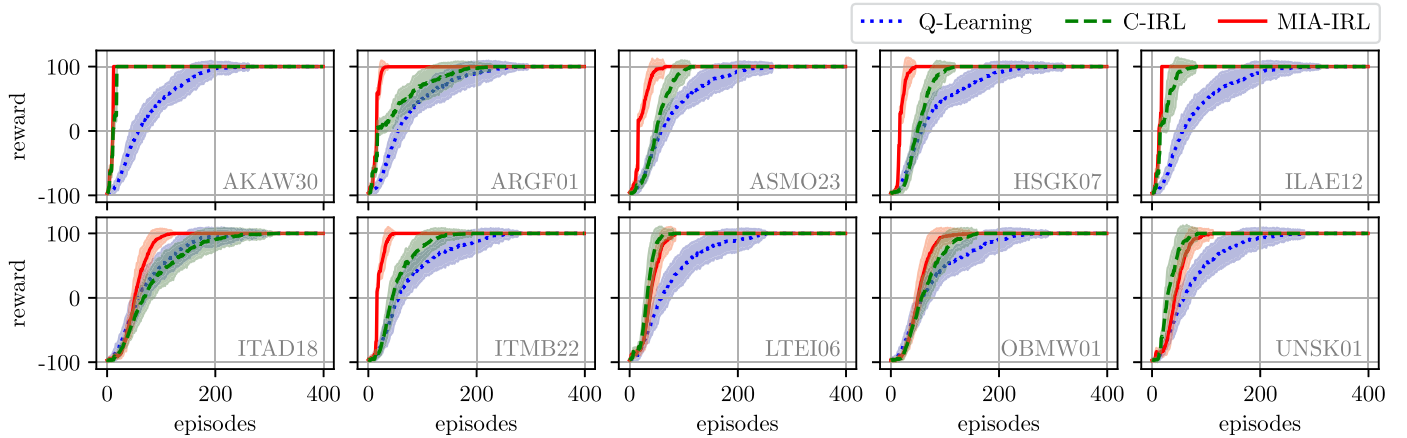 Q-Learning C-IRL MIA-IRL
reward
100
0
-100
AKAW30
ARGF01
ASMO23
HSGK07
ILAE12
reward
100
0
-100
ITAD18
ITMB22
LTEI06
OBMW01
UNSK01
0 200 400
0 200 400
0 200 400
0 200 400
0 200 400
episodes
episodes
episodes
episodes
episodes